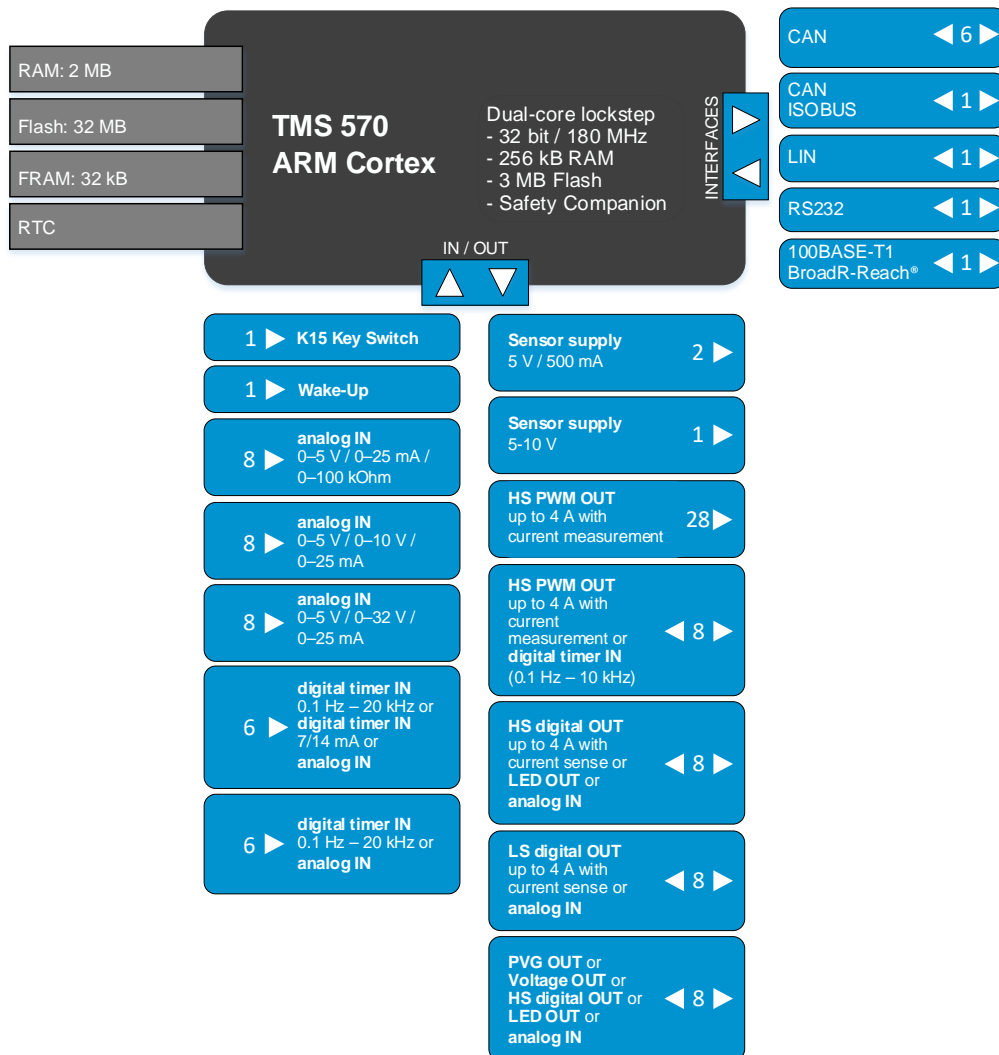 RAM: 2 MB
Flash: 32 MB
FRAM: 32 kB
RTC
TMS 570
ARM Cortex
Dual-core lockstep
- 32 bit / 180 MHz
- 256 kB RAM
- 3 MB Flash
- Safety Companion
INTERFACES
IN / OUT
CAN
6
CAN
ISOBUS
1
LIN
1
RS232
1
100BASE-T1
BroadR-Reach®
1
1 K15 Key Switch
1 Wake-Up
8
analog IN
0–5 V / 0–25 mA /
0–100 kOhm
8
analog IN
0–5 V / 0–10 V /
0–25 mA
8
analog IN
0–5 V / 0–32 V /
0–25 mA
6
digital timer IN
0.1 Hz – 20 kHz or
digital timer IN
7/14 mA or
analog IN
6
digital timer IN
0.1 Hz – 20 kHz or
analog IN
Sensor supply
5 V / 500 mA
2
Sensor supply
5-10 V
1
HS PWM OUT
up to 4 A with
current measurement
28
HS PWM OUT
up to 4 A with
current
measurement or
digital timer IN
(0.1 Hz – 10 kHz)
8
HS digital OUT
up to 4 A with
current sense or
LED OUT or
analog IN
8
LS digital OUT
up to 4 A with
current sense or
analog IN
8
PVG OUT or
Voltage OUT or
HS digital OUT or
LED OUT or
analog IN
8